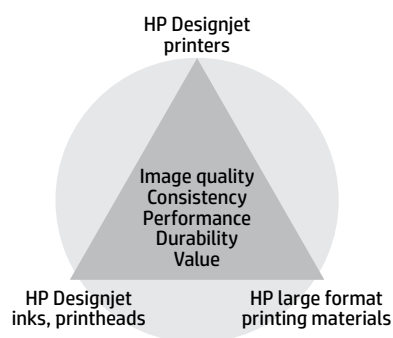 HP Designjet
printers
Image quality
Consistency
Performance
Durability
Value
HP Designjet
inks, printheads
HP large format
printing materials